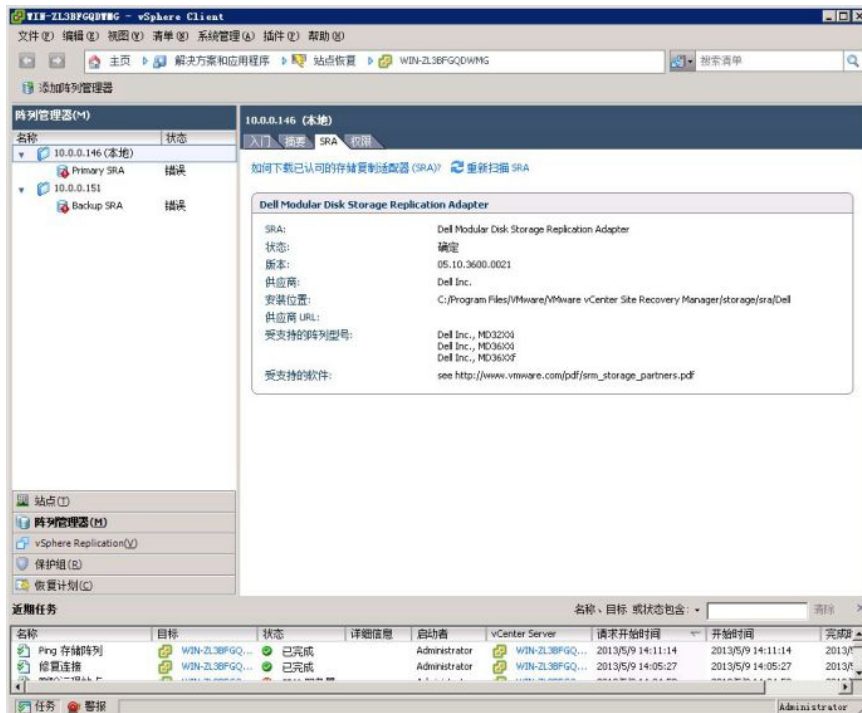 WIN-ZL3BFGQDWMG - vSphere Client
文件(F) 编辑(E) 视图(V) 清单(N) 系统管理(A) 插件(P) 帮助(H)
主页 解决方案和应用程序 站点恢复 WIN-ZL3BFGQDWMG 搜索清单
添加阵列管理器
阵列管理器(M)
名称 状态
10.0.0.146 (本地)
Primary SRA 错误
10.0.0.151
Backup SRA 错误
10.0.0.146 (本地)
入门 摘要 SRA 权限
如何下载已认可的存储复制适配器 (SRA)? 重新扫描 SRA
Dell Modular Disk Storage Replication Adapter
SRA: Dell Modular Disk Storage Replication Adapter
状态: 确定
版本: 05.10.3600.0021
供应商: Dell Inc.
安装位置: C:/Program Files/VMware/VMware vCenter Site Recovery Manager/storage/sra/Dell
供应商 URL:
受支持的阵列型号: Dell Inc., MD32XXi
Dell Inc., MD36XXi
Dell Inc., MD36XXf
受支持的软件: see http://www.vmware.com/pdf/srm_storage_partners.pdf
站点(T)
阵列管理器(M)
vSphere Replication(V)
保护组(R)
恢复计划(C)
近期任务 名称、目标 或状态包含: 清除
名称 目标 状态 详细信息 启动者 vCenter Server 请求开始时间 开始时间
Ping 存储阵列 WIN-ZL3BFGQ... 已完成 Administrator WIN-ZL3BFGQ... 2013/5/9 14:11:14 2013/5/9 14:11:14
修复连接 WIN-ZL3BFGQ... 已完成 Administrator WIN-ZL3BFGQ... 2013/5/9 14:05:27 2013/5/9 14:05:27
任务 警报 Administrator